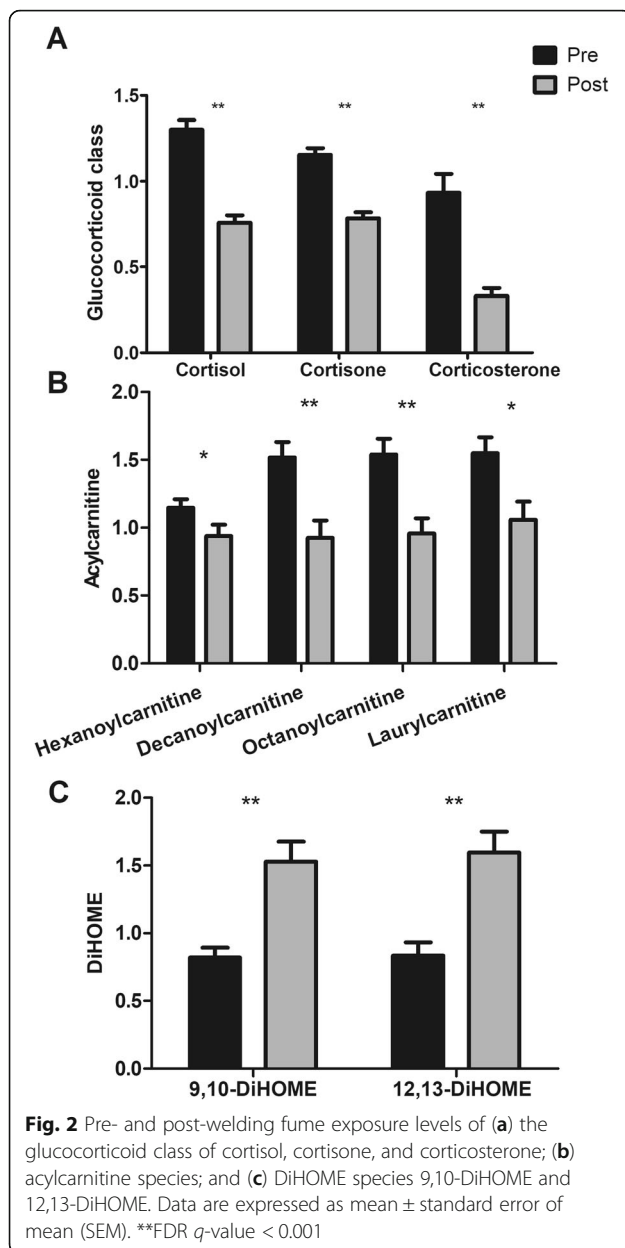 A
Pre
Post
**
**
**
1.5
1.0
0.5
0.0
Glucocorticoid class
Cortisol
Cortisone
Corticosterone
B
2.0
1.5
1.0
0.5
0.0
Acylcarnitine
*
**
**
*
Hexanoylcarnitine
Decanoylcarnitine
Octanoylcarnitine
Laurylcarnitine
C
2.0
1.5
1.0
0.5
0.0
DiHOME
**
**
9,10-DiHOME
12,13-DiHOME
Fig. 2 Pre- and post-welding fume exposure levels of (a) the
glucocorticoid class of cortisol, cortisone, and corticosterone; (b)
acylcarnitine species; and (c) DiHOME species 9,10-DiHOME and
12,13-DiHOME. Data are expressed as mean ± standard error of
mean (SEM). **FDR q-value < 0.001